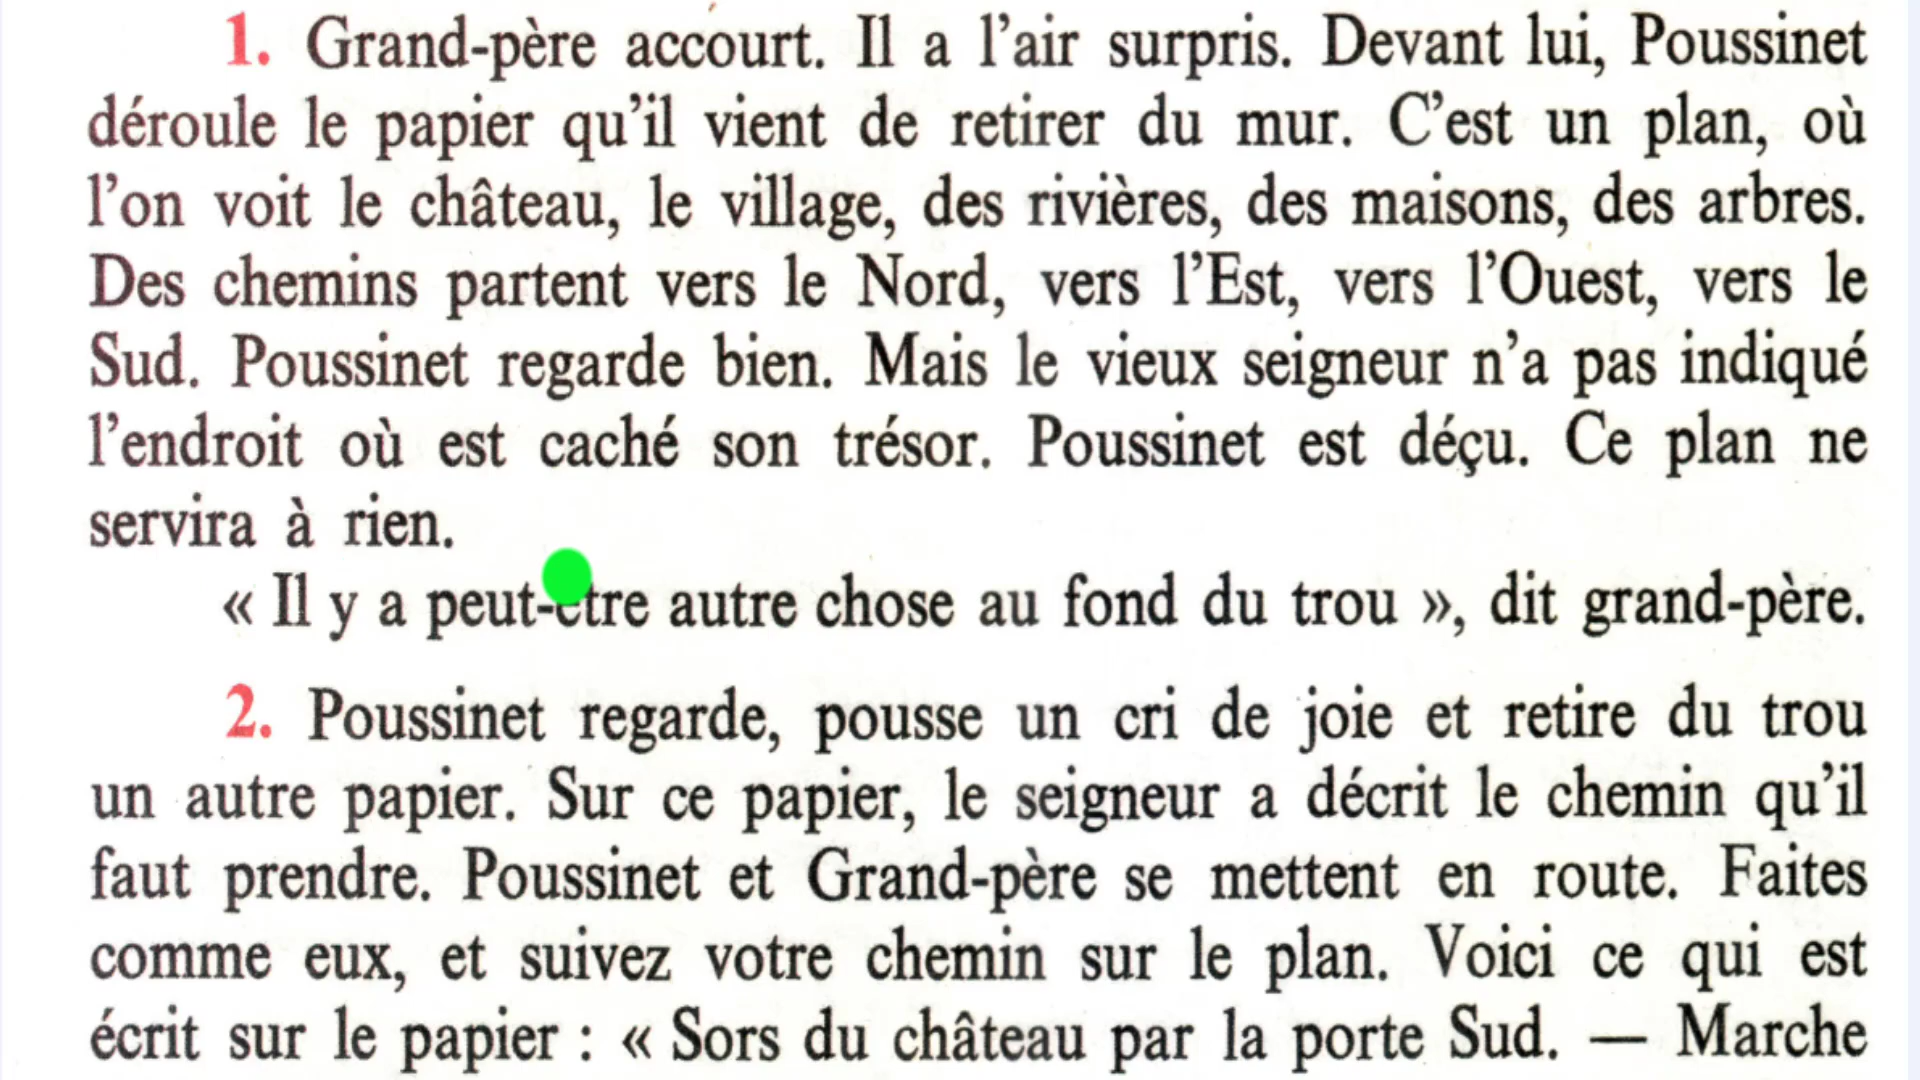 1. Grand-père accourt. Il a l'air surpris. Devant lui, Poussinet
déroule le papier qu'il vient de retirer du mur. C'est un plan, où
l'on voit le château, le village, des rivières, des maisons, des arbres.
Des chemins partent vers le Nord, vers l'Est, vers l'Ouest, vers le
Sud. Poussinet regarde bien. Mais le vieux seigneur n'a pas indiqué
l'endroit où est caché son trésor. Poussinet est déçu. Ce plan ne
servira à rien.
« Il y a peut-être autre chose au fond du trou », dit grand-père.
2. Poussinet regarde, pousse un cri de joie et retire du trou
un autre papier. Sur ce papier, le seigneur a décrit le chemin qu'il
faut prendre. Poussinet et Grand-père se mettent en route. Faites
comme eux, et suivez votre chemin sur le plan. Voici ce qui est
écrit sur le papier : « Sors du château par la porte Sud. — Marche